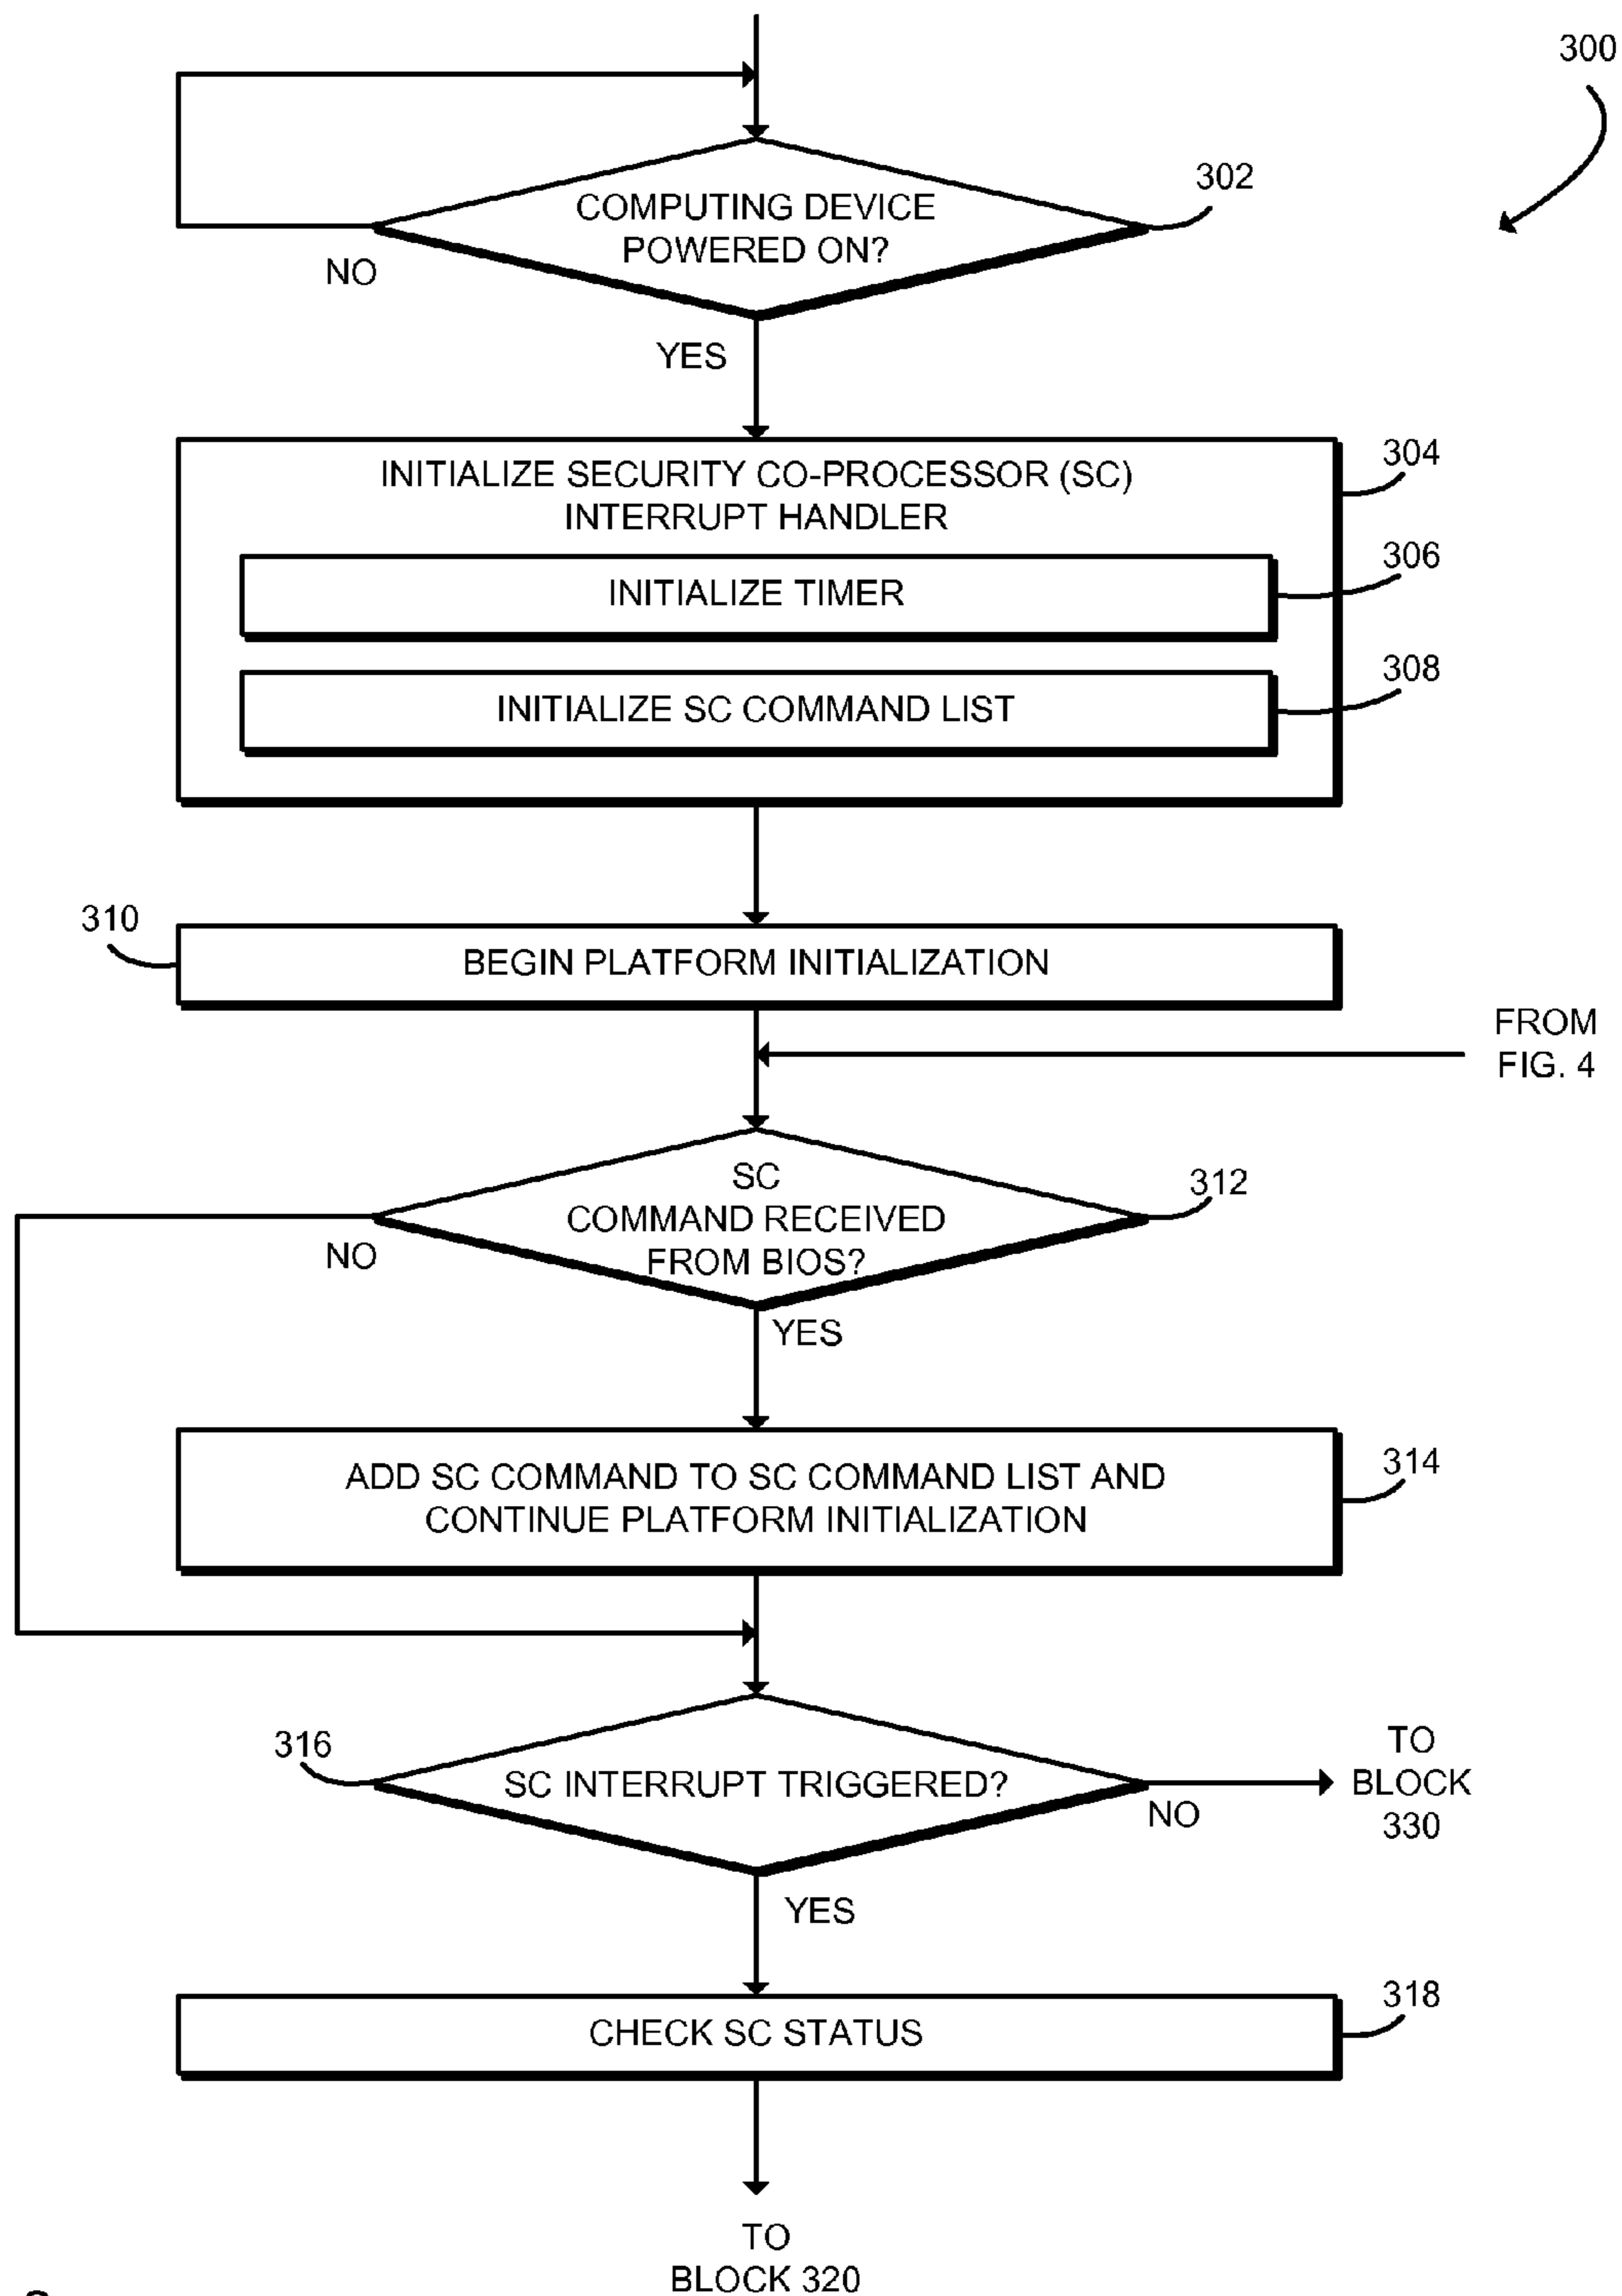 300
COMPUTING DEVICE
POWERED ON?
302
NO
YES
INITIALIZE SECURITY CO-PROCESSOR (SC)
INTERRUPT HANDLER
304
INITIALIZE TIMER
306
INITIALIZE SC COMMAND LIST
308
310
BEGIN PLATFORM INITIALIZATION
FROM
FIG. 4
SC
COMMAND RECEIVED
FROM BIOS?
312
NO
YES
ADD SC COMMAND TO SC COMMAND LIST AND
CONTINUE PLATFORM INITIALIZATION
314
316
SC INTERRUPT TRIGGERED?
NO
TO
BLOCK
330
YES
CHECK SC STATUS
318
TO
BLOCK 320